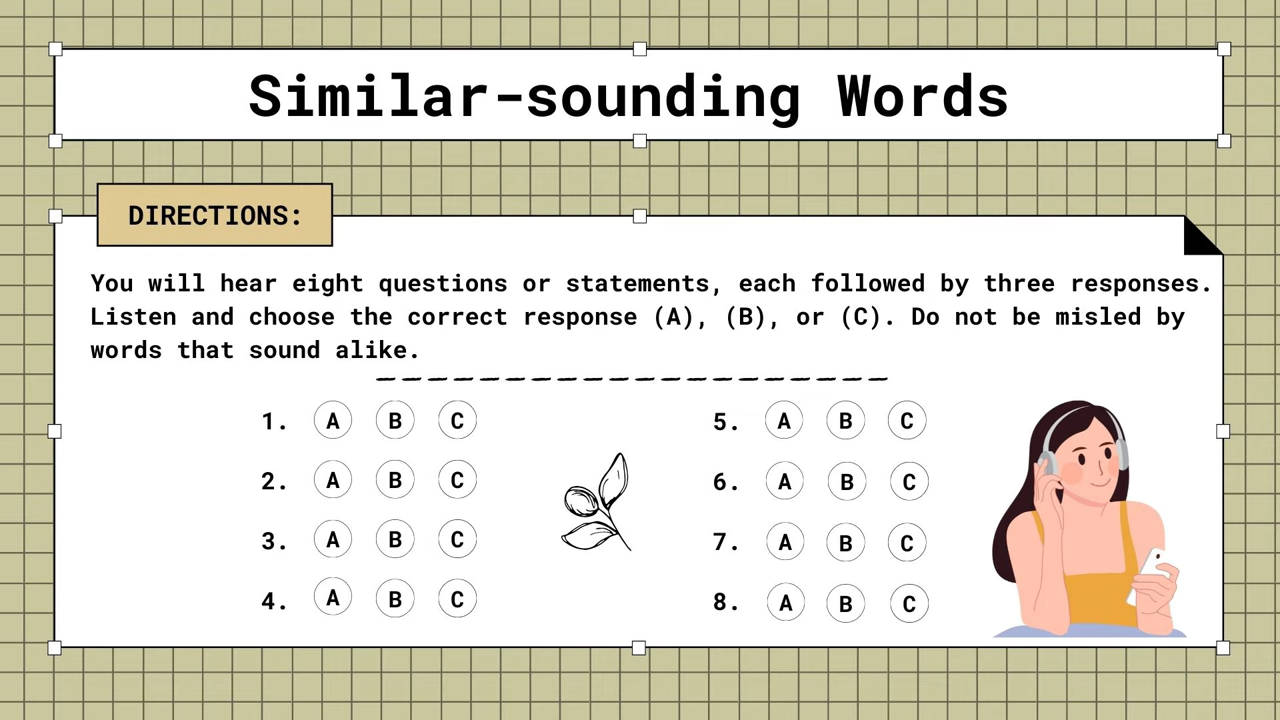 Similar-sounding Words
DIRECTIONS:
You will hear eight questions or statements, each followed by three responses.
Listen and choose the correct response (A), (B), or (C). Do not be misled by
words that sound alike.
1. A B C
2. A B C
3. A B C
4. A B C
5. A B C
6. A B C
7. A B C
8. A B C